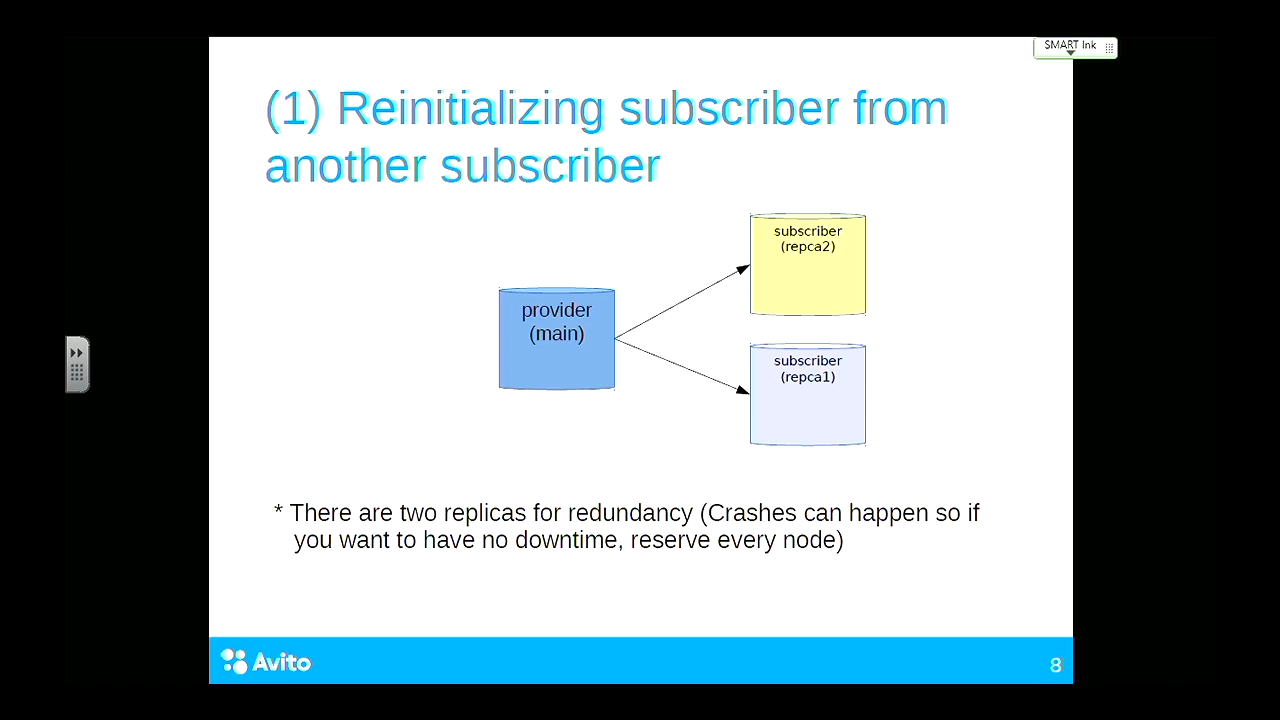 SMART Ink
(1) Reinitializing subscriber from
another subscriber
subscriber
(repca2)
provider
(main)
subscriber
(repca1)
* There are two replicas for redundancy (Crashes can happen so if
you want to have no downtime, reserve every node)
Avito
8